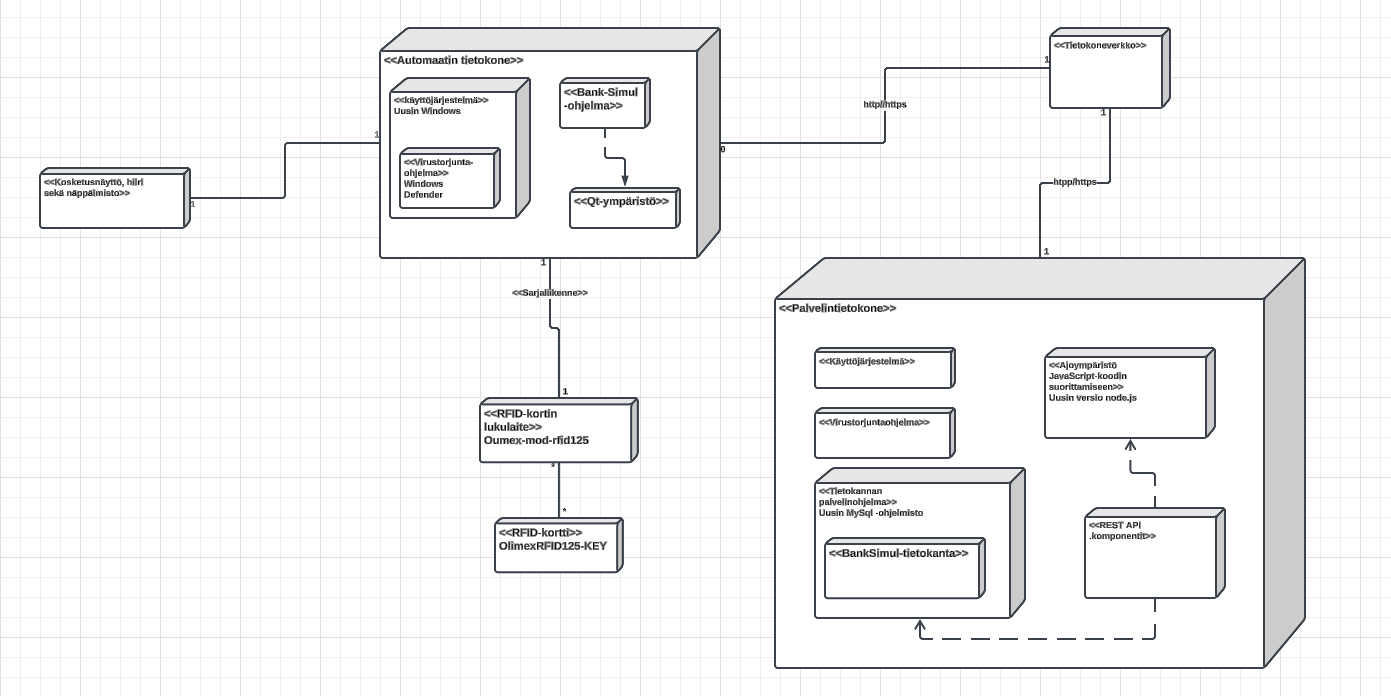 <<Automaatin tietokone>>
<<käyttöjärjestelmä>>
Uusin Windows
<<Virustorjunta-
ohjelma>>
Windows
Defender
<<Bank-Simul
-ohjelma>>
<<Qt-ympäristö>>
1
<<Kosketusnäyttö, hiiri
sekä näppäimistö>>
1
0
http//https
1
<<Tietokoneverkko>>
1
htpp/https
1
1
<<Sarjaliikenne>>
1
<<RFID-kortin
lukulaite>>
Oumex-mod-rfid125
*
*
<<RFID-kortti>>
OlimexRFID125-KEY
<<Palvelintietokone>>
<<Käyttöjärjestelmä>>
<<Virustorjuntaohjelma>>
<<Tietokannan
palvelinohjelma>>
Uusin MySql -ohjelmisto
<<BankSimul-tietokanta>>
<<Ajoympäristö
JavaScript-koodin
suorittamiseen>>
Uusin versio node.js
<<REST API
.komponentit>>